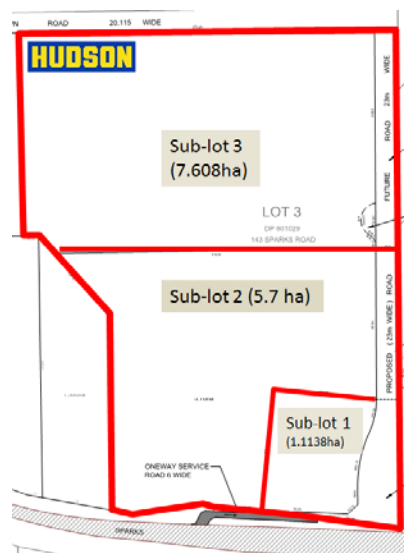 ROAD 20.115 WIDE
HUDSON
FUTURE ROAD 23m WIDE
Sub-lot 3
(7.608ha)
LOT 3
DP 801029
143 SPARKS ROAD
Sub-lot 2 (5.7 ha)
PROPOSED (23m WIDE) ROAD
Sub-lot 1
(1.1138ha)
ONEWAY SERVICE
ROAD 6 WIDE
SPARKS